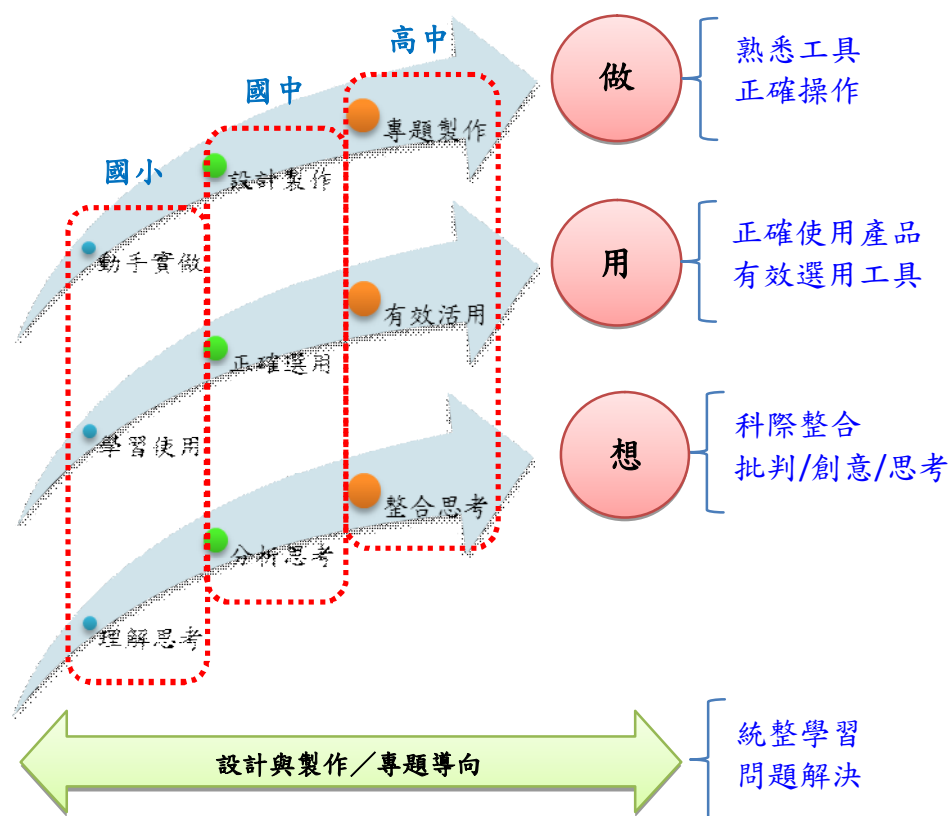 高中
做
熟悉工具
正確操作
國中
專題製作
國小
設計製作
動手實做
用
正確使用產品
有效選用工具
有效活用
正確選用
學習使用
想
科際整合
批判/創意/思考
整合思考
分析思考
理解思考
設計與製作／專題導向
統整學習
問題解決